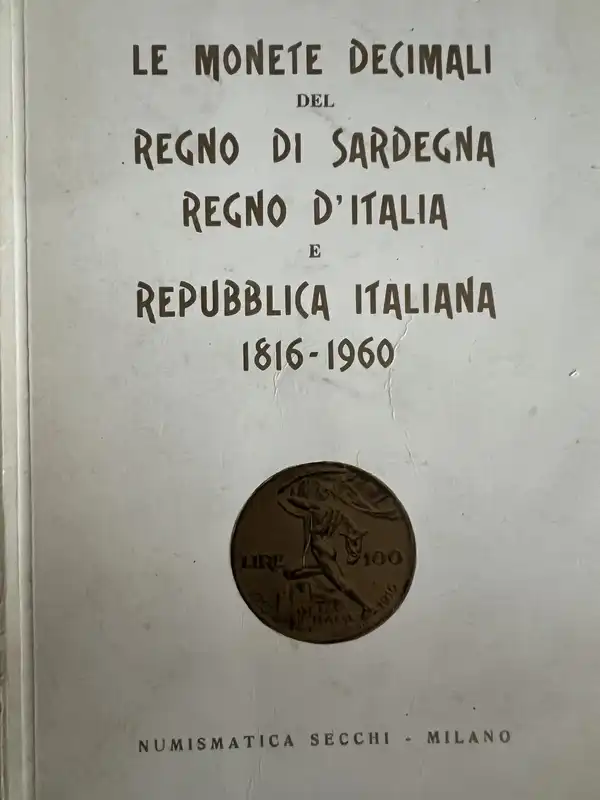 LE MONETE DECIMALI
DEL
REGNO DI SARDEGNA
REGNO D'ITALIA
E
REPUBBLICA ITALIANA
1816-1960
LIRE 100
NUMISMATICA SECCHI - MILANO